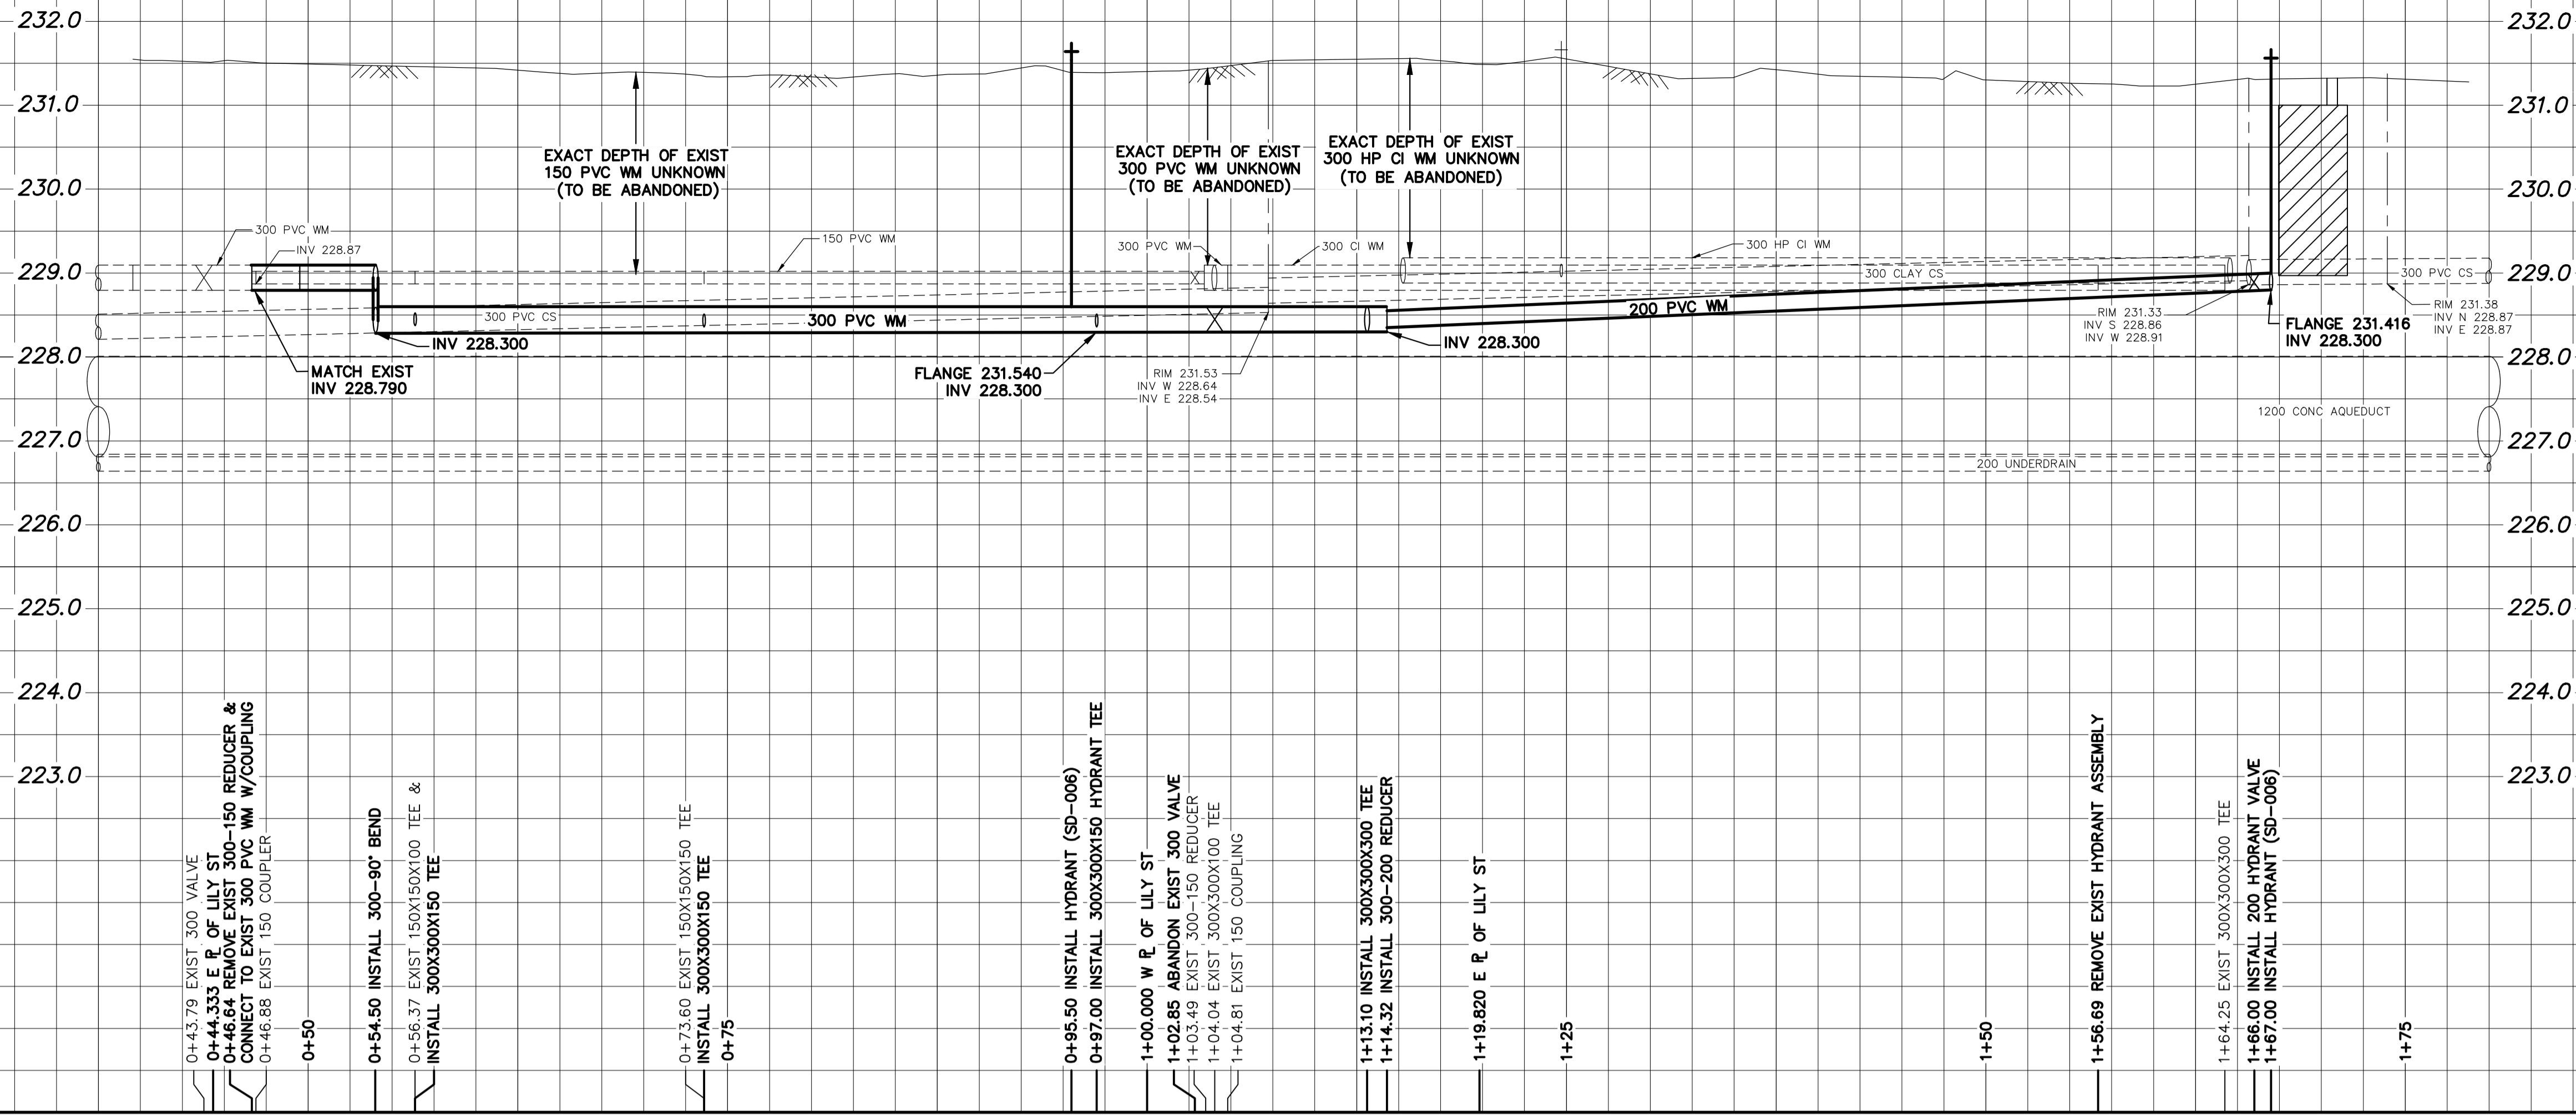 232.0
232.0
231.0
231.0
EXACT DEPTH OF EXIST
150 PVC WM UNKNOWN
(TO BE ABANDONED)
EXACT DEPTH OF EXIST
300 PVC WM UNKNOWN
(TO BE ABANDONED)
EXACT DEPTH OF EXIST
300 HP CI WM UNKNOWN
(TO BE ABANDONED)
230.0
230.0
300 PVC WM
INV 228.87
150 PVC WM
300 PVC WM
300 CI WM
300 HP CI WM
229.0
300 CLAY CS
300 PVC CS
229.0
300 PVC CS
300 PVC WM
200 PVC WM
RIM 231.33
INV S 228.86
INV W 228.91
FLANGE 231.416
INV 228.300
RIM 231.38
INV N 228.87
INV E 228.87
INV 228.300
INV 228.300
228.0
228.0
MATCH EXIST
INV 228.790
FLANGE 231.540
INV 228.300
RIM 231.53
INV W 228.64
INV E 228.54
1200 CONC AQUEDUCT
227.0
227.0
200 UNDERDRAIN
226.0
226.0
225.0
225.0
224.0
224.0
223.0
223.0
0+43.79 EXIST 300 VALVE
0+44.333 E PL OF LILY ST
0+46.64 REMOVE EXIST 300-150 REDUCER &
CONNECT TO EXIST 300 PVC WM W/COUPLING
0+46.88 EXIST 150 COUPLER
0+50
0+54.50 INSTALL 300-90° BEND
0+56.37 EXIST 150X150X100 TEE &
INSTALL 300X300X150 TEE
0+73.60 EXIST 150X150X150 TEE
INSTALL 300X300X150 TEE
0+75
0+95.50 INSTALL HYDRANT (SD-006)
0+97.00 INSTALL 300X300X150 HYDRANT TEE
1+00.000 W PL OF LILY ST
1+02.85 ABANDON EXIST 300 VALVE
1+03.49 EXIST 300-150 REDUCER
1+04.04 EXIST 300X300X100 TEE
1+04.81 EXIST 150 COUPLING
1+13.10 INSTALL 300X300X300 TEE
1+14.32 INSTALL 300-200 REDUCER
1+19.820 E PL OF LILY ST
1+25
1+50
1+56.69 REMOVE EXIST HYDRANT ASSEMBLY
1+64.25 EXIST 300X300X300 TEE
1+66.00 INSTALL 200 HYDRANT VALVE
1+67.00 INSTALL HYDRANT (SD-006)
1+75